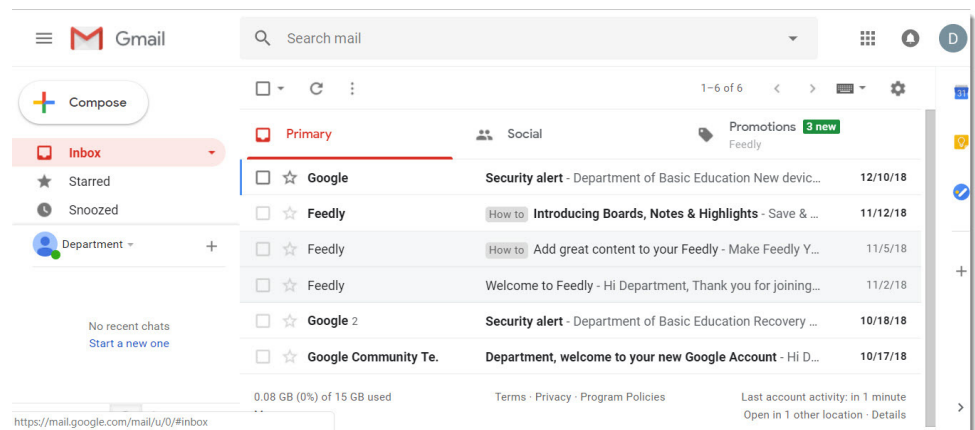 Gmail
Search mail
D
Compose
1–6 of 6
31
Primary
Social
Promotions 3 new
Feedly
Inbox
Starred
Snoozed
Department
Google Security alert - Department of Basic Education New devic... 12/10/18
Feedly How to Introducing Boards, Notes & Highlights - Save & ... 11/12/18
Feedly How to Add great content to your Feedly - Make Feedly Y... 11/5/18
Feedly Welcome to Feedly - Hi Department, Thank you for joining... 11/2/18
Google 2 Security alert - Department of Basic Education Recovery ... 10/18/18
Google Community Te. Department, welcome to your new Google Account - Hi D... 10/17/18
No recent chats
Start a new one
0.08 GB (0%) of 15 GB used
Terms · Privacy · Program Policies
Last account activity: in 1 minute
Open in 1 other location · Details
https://mail.google.com/mail/u/0/#inbox